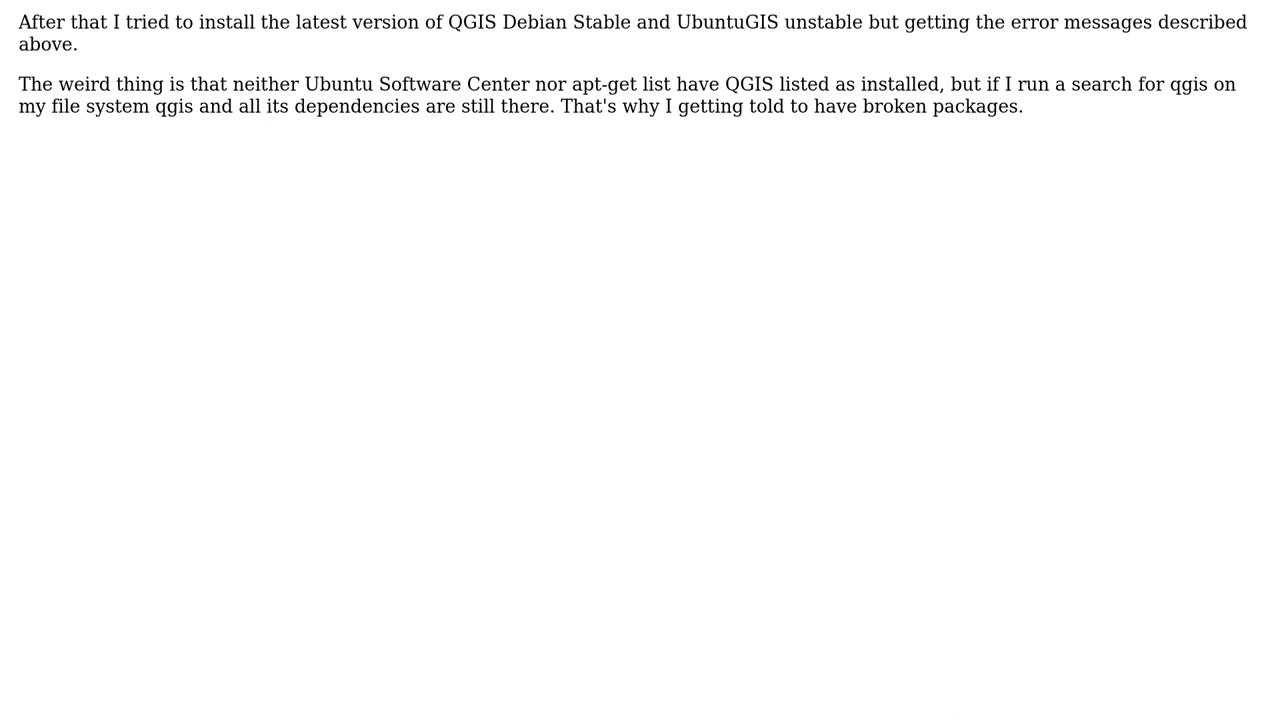 After that I tried to install the latest version of QGIS Debian Stable and UbuntuGIS unstable but getting the error messages described
above.
The weird thing is that neither Ubuntu Software Center nor apt-get list have QGIS listed as installed, but if I run a search for qgis on
my file system qgis and all its dependencies are still there. That's why I getting told to have broken packages.